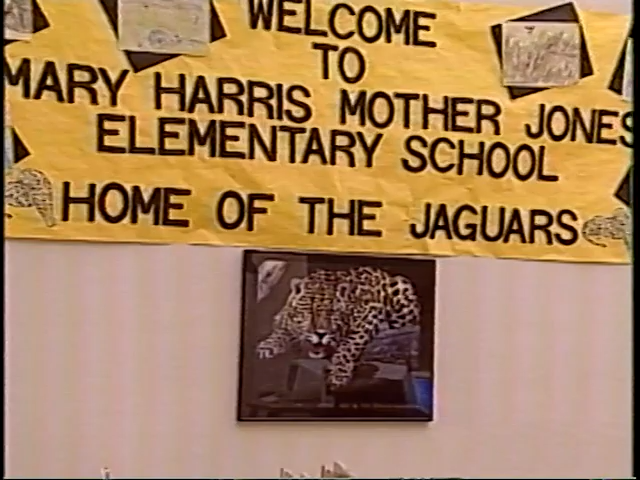 WELCOME
TO
MARY HARRIS MOTHER JONES
ELEMENTARY SCHOOL
HOME OF THE JAGUARS